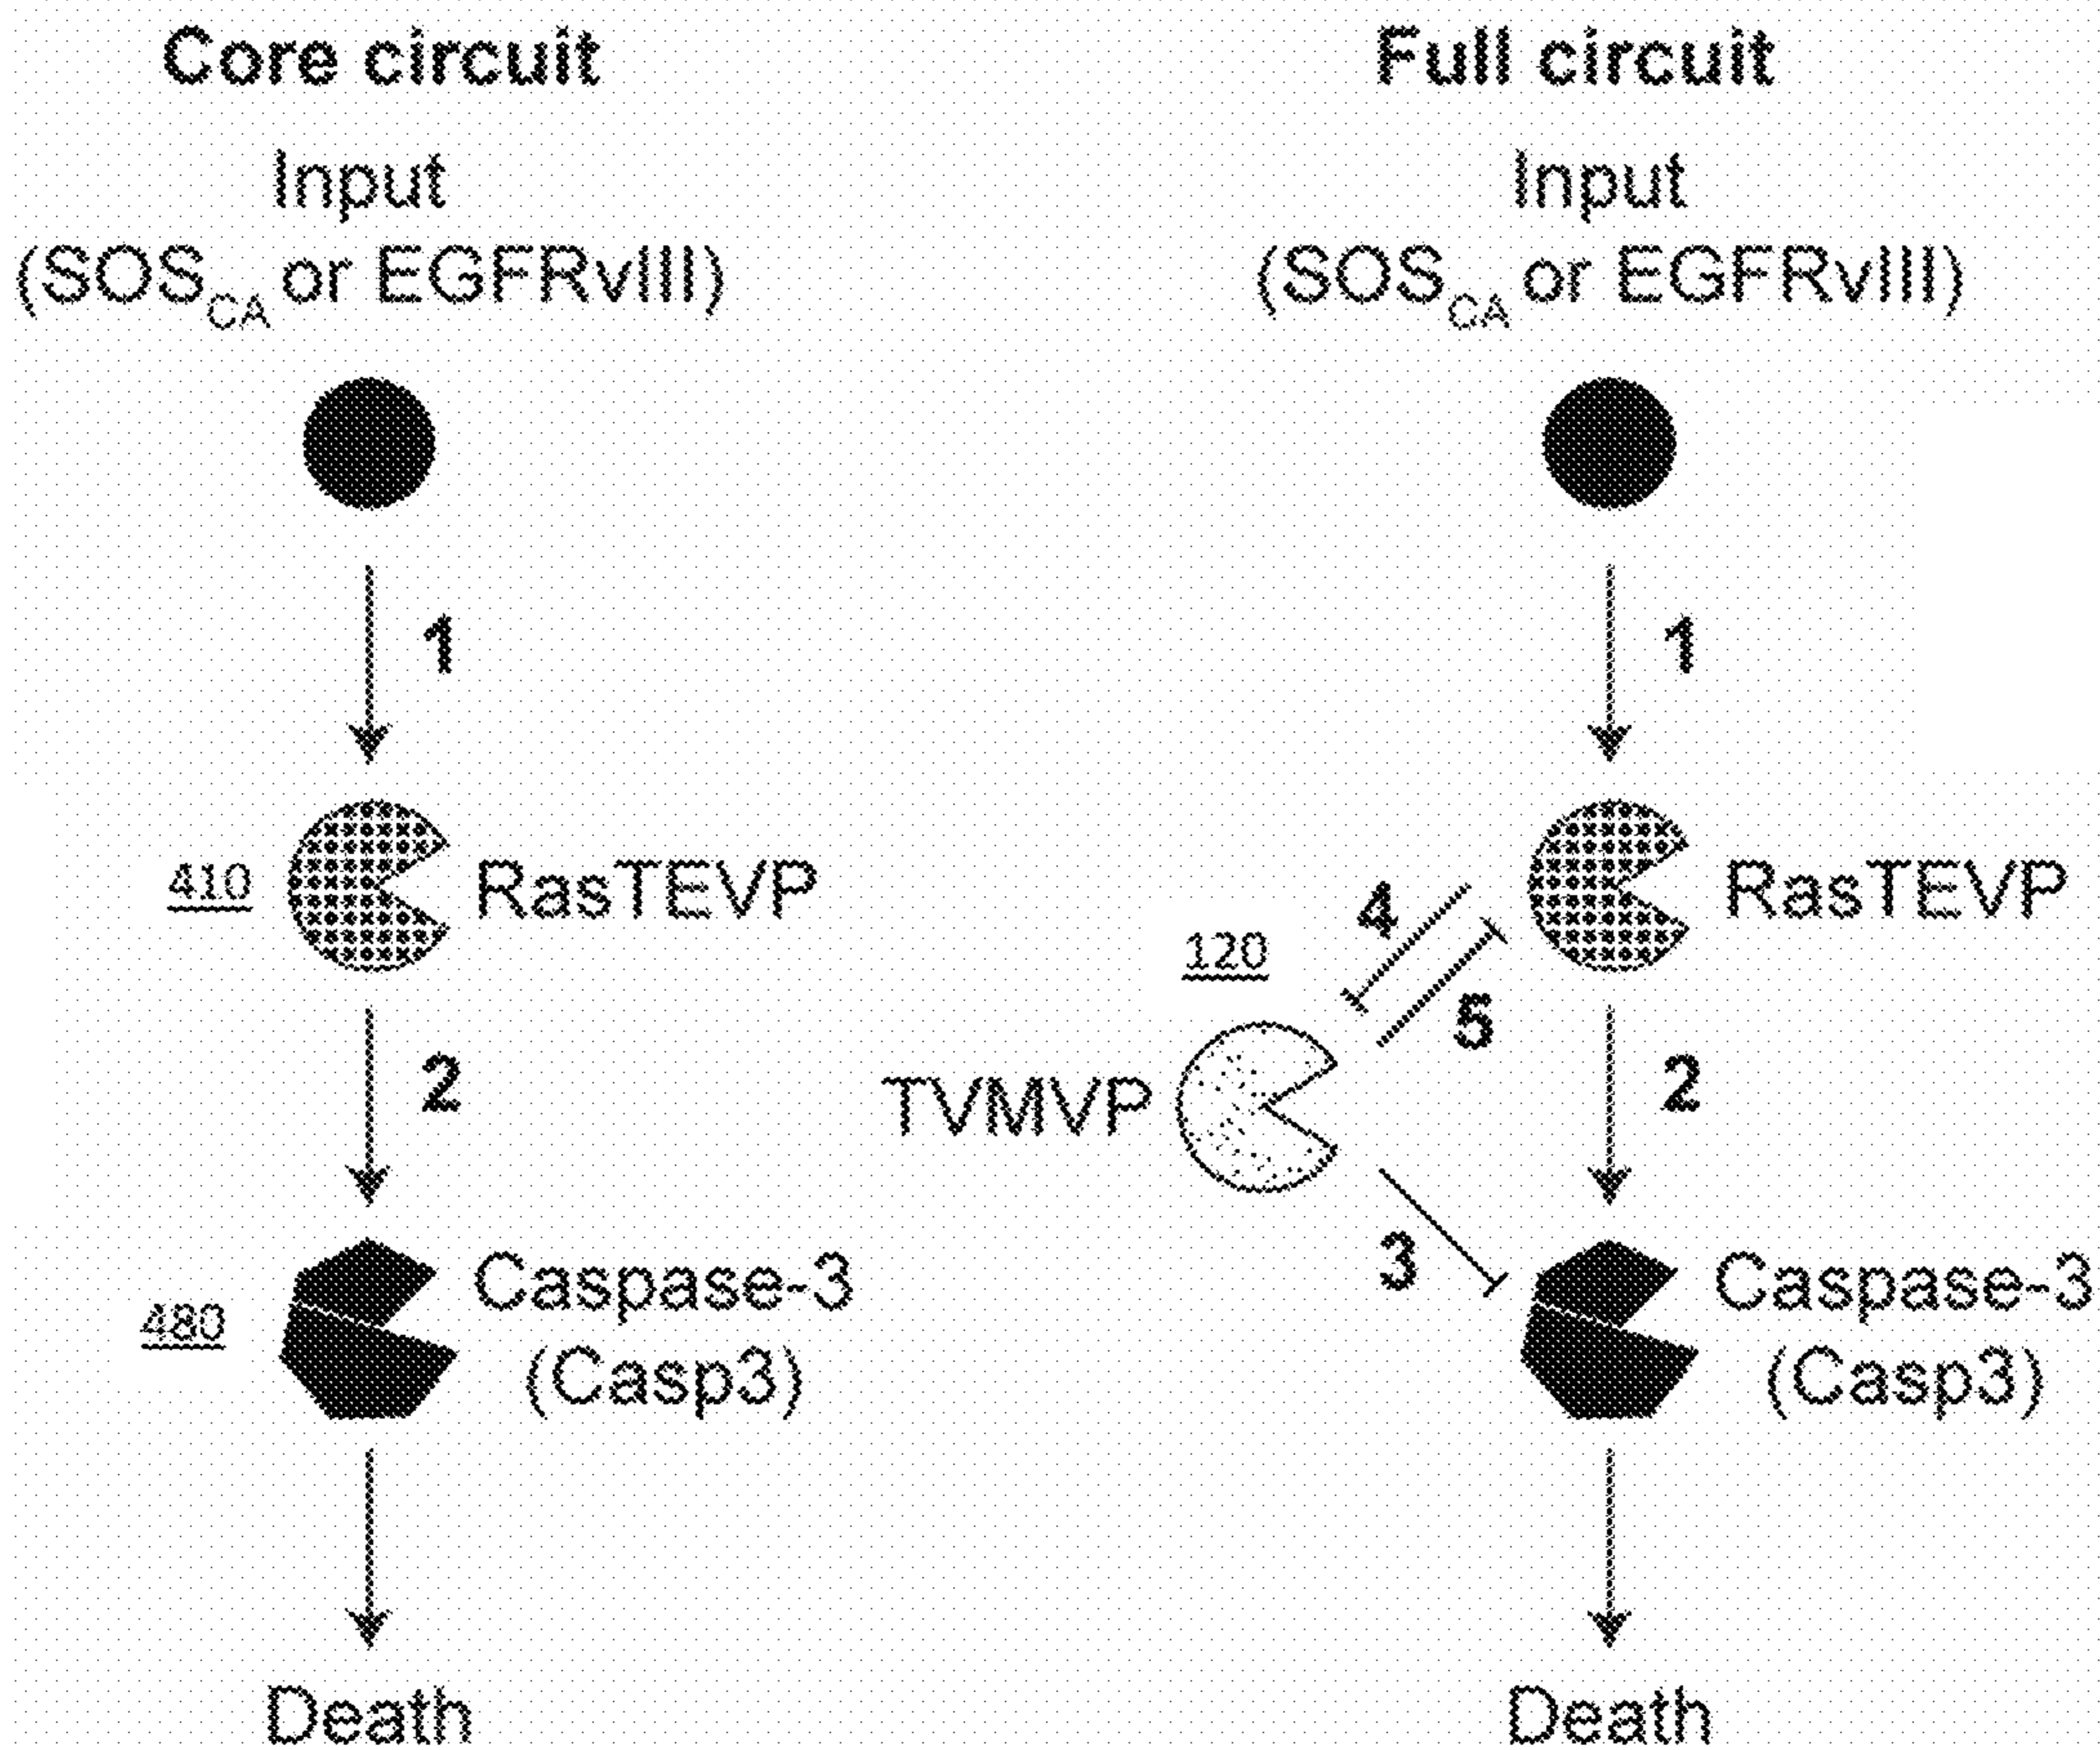 Core circuit
Input
(SOSCA or EGFRvIII)
1
410
RasTEVP
2
480
Caspase-3
(Casp3)
Death
Full circuit
Input
(SOSCA or EGFRvIII)
1
RasTEVP
4
120
5
TVMVP
2
3
Caspase-3
(Casp3)
Death